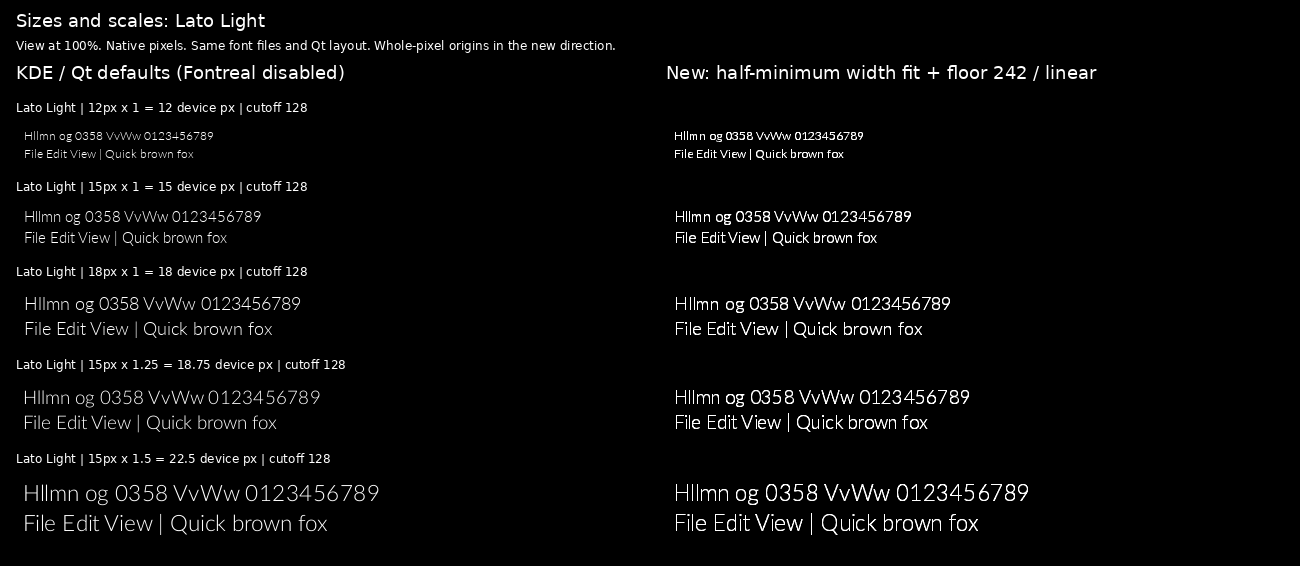 Sizes and scales: Lato Light
View at 100%. Native pixels. Same font files and Qt layout. Whole-pixel origins in the new direction.
KDE / Qt defaults (Fontreal disabled)
New: half-minimum width fit + floor 242 / linear
Lato Light | 12px x 1 = 12 device px | cutoff 128
Hllmn og 0358 VvWw 0123456789
File Edit View | Quick brown fox
Hllmn og 0358 VvWw 0123456789
File Edit View | Quick brown fox
Lato Light | 15px x 1 = 15 device px | cutoff 128
Hllmn og 0358 VvWw 0123456789
File Edit View | Quick brown fox
Hllmn og 0358 VvWw 0123456789
File Edit View | Quick brown fox
Lato Light | 18px x 1 = 18 device px | cutoff 128
Hllmn og 0358 VvWw 0123456789
File Edit View | Quick brown fox
Hllmn og 0358 VvWw 0123456789
File Edit View | Quick brown fox
Lato Light | 15px x 1.25 = 18.75 device px | cutoff 128
Hllmn og 0358 VvWw 0123456789
File Edit View | Quick brown fox
Hllmn og 0358 VvWw 0123456789
File Edit View | Quick brown fox
Lato Light | 15px x 1.5 = 22.5 device px | cutoff 128
Hllmn og 0358 VvWw 0123456789
File Edit View | Quick brown fox
Hllmn og 0358 VvWw 0123456789
File Edit View | Quick brown fox